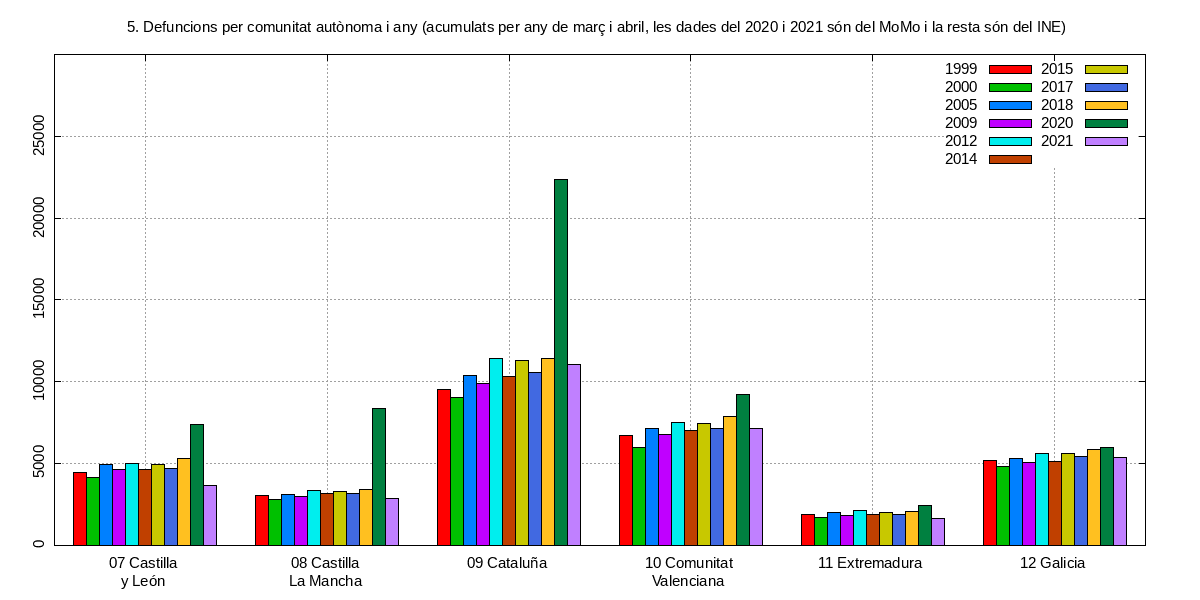 5. Defuncions per comunitat autònoma i any (acumulats per any de març i abril, les dades del 2020 i 2021 són del MoMo i la resta són del INE)
1999 2015
2000 2017
2005 2018
2009 2020
2012 2021
2014
25000
20000
15000
10000
5000
0
07 Castilla y León
08 Castilla La Mancha
09 Cataluña
10 Comunitat Valenciana
11 Extremadura
12 Galicia